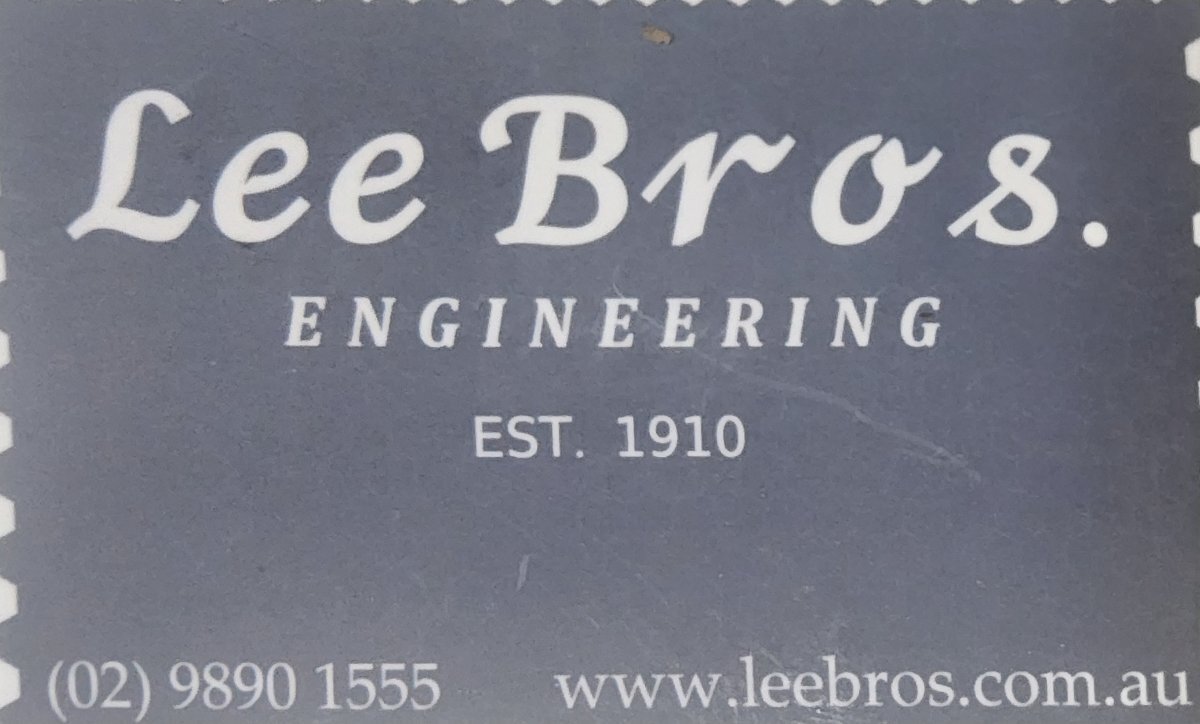 Lee Bros.
ENGINEERING
EST. 1910
(02) 9890 1555 www.leebros.com.au